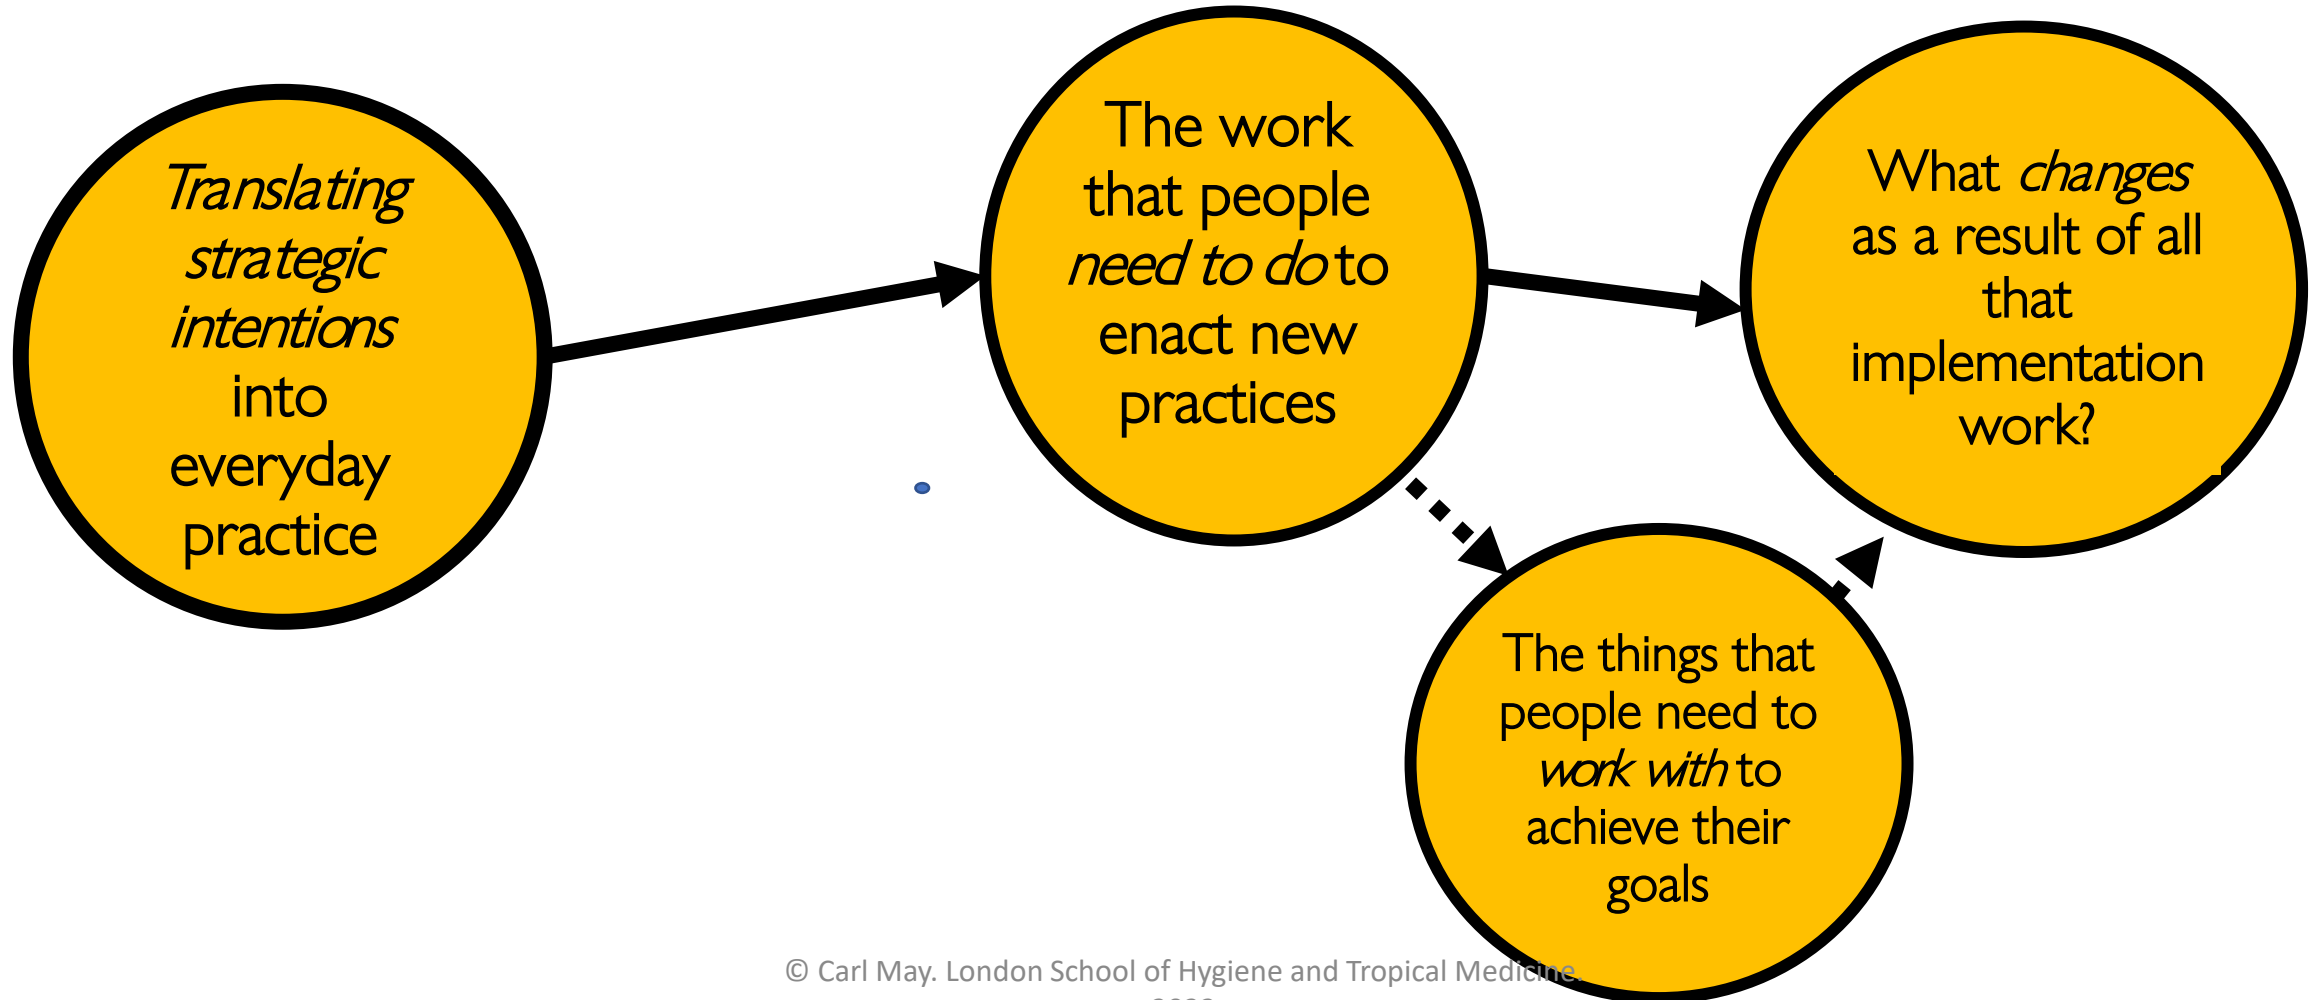 Translating
strategic
intentions
into
everyday
practice
The work
that people
need to do to
enact new
practices
What changes
as a result of all
that
implementation
work?
The things that
people need to
work with to
achieve their
goals
© Carl May. London School of Hygiene and Tropical Medicine.